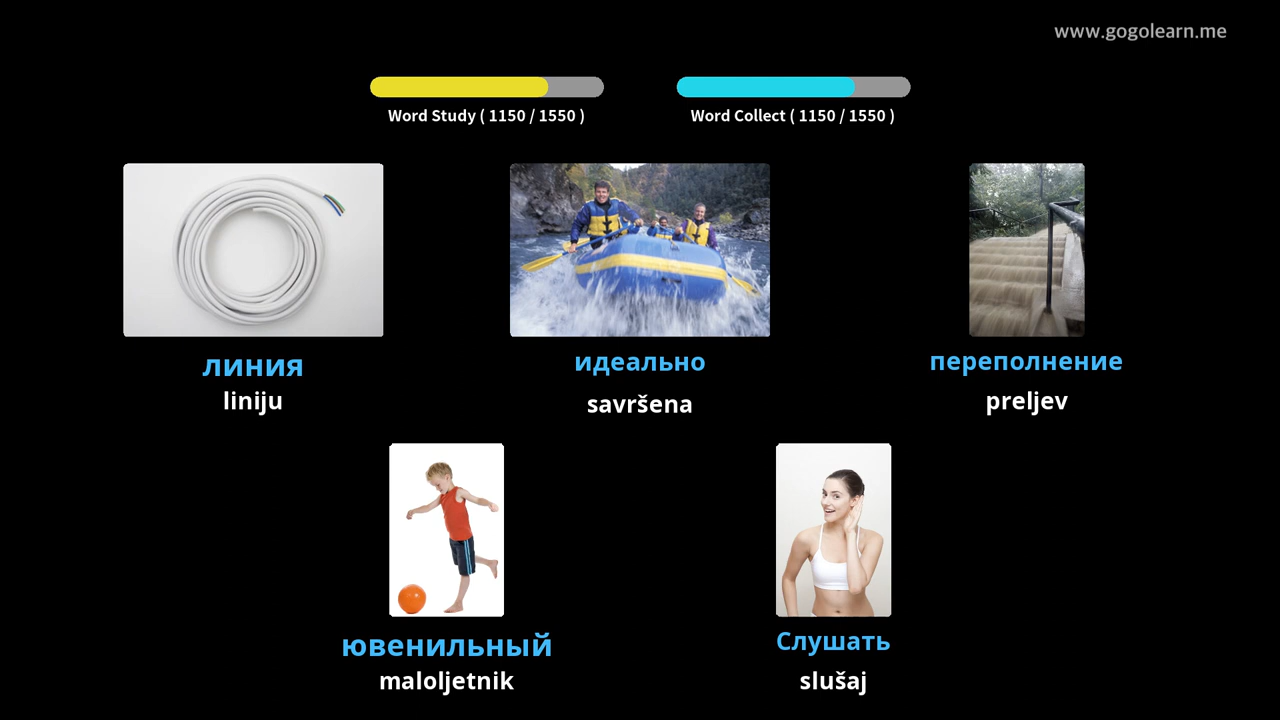 www.gogolearn.me
Word Study ( 1150 / 1550 )
Word Collect ( 1150 / 1550 )
линия
liniju
идеально
savršena
переполнение
preljev
ювенильный
maloljetnik
Слушать
slušaj